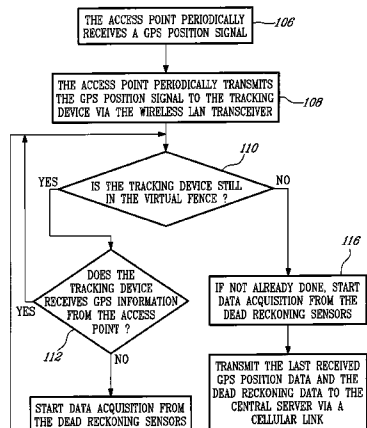 THE ACCESS POINT PERIODICALLY
RECEIVES A GPS POSITION SIGNAL
106
THE ACCESS POINT PERIODICALLY TRANSMITS
THE GPS POSITION SIGNAL TO THE TRACKING
DEVICE VIA THE WIRELESS LAN TRANSCEIVER
108
110
YES
IS THE TRACKING DEVICE STILL
IN THE VIRTUAL FENCE ?
NO
DOES THE
TRACKING DEVICE
RECEIVES GPS INFORMATION
FROM THE ACCESS
POINT ?
YES
112
NO
116
IF NOT ALREADY DONE, START
DATA ACQUISITION FROM THE
DEAD RECKONING SENSORS
START DATA ACQUISITION FROM
THE DEAD RECKONING SENSORS
TRANSMIT THE LAST RECEIVED
GPS POSITION DATA AND THE
DEAD RECKONING DATA TO THE
CENTRAL SERVER VIA A
CELLULAR LINK